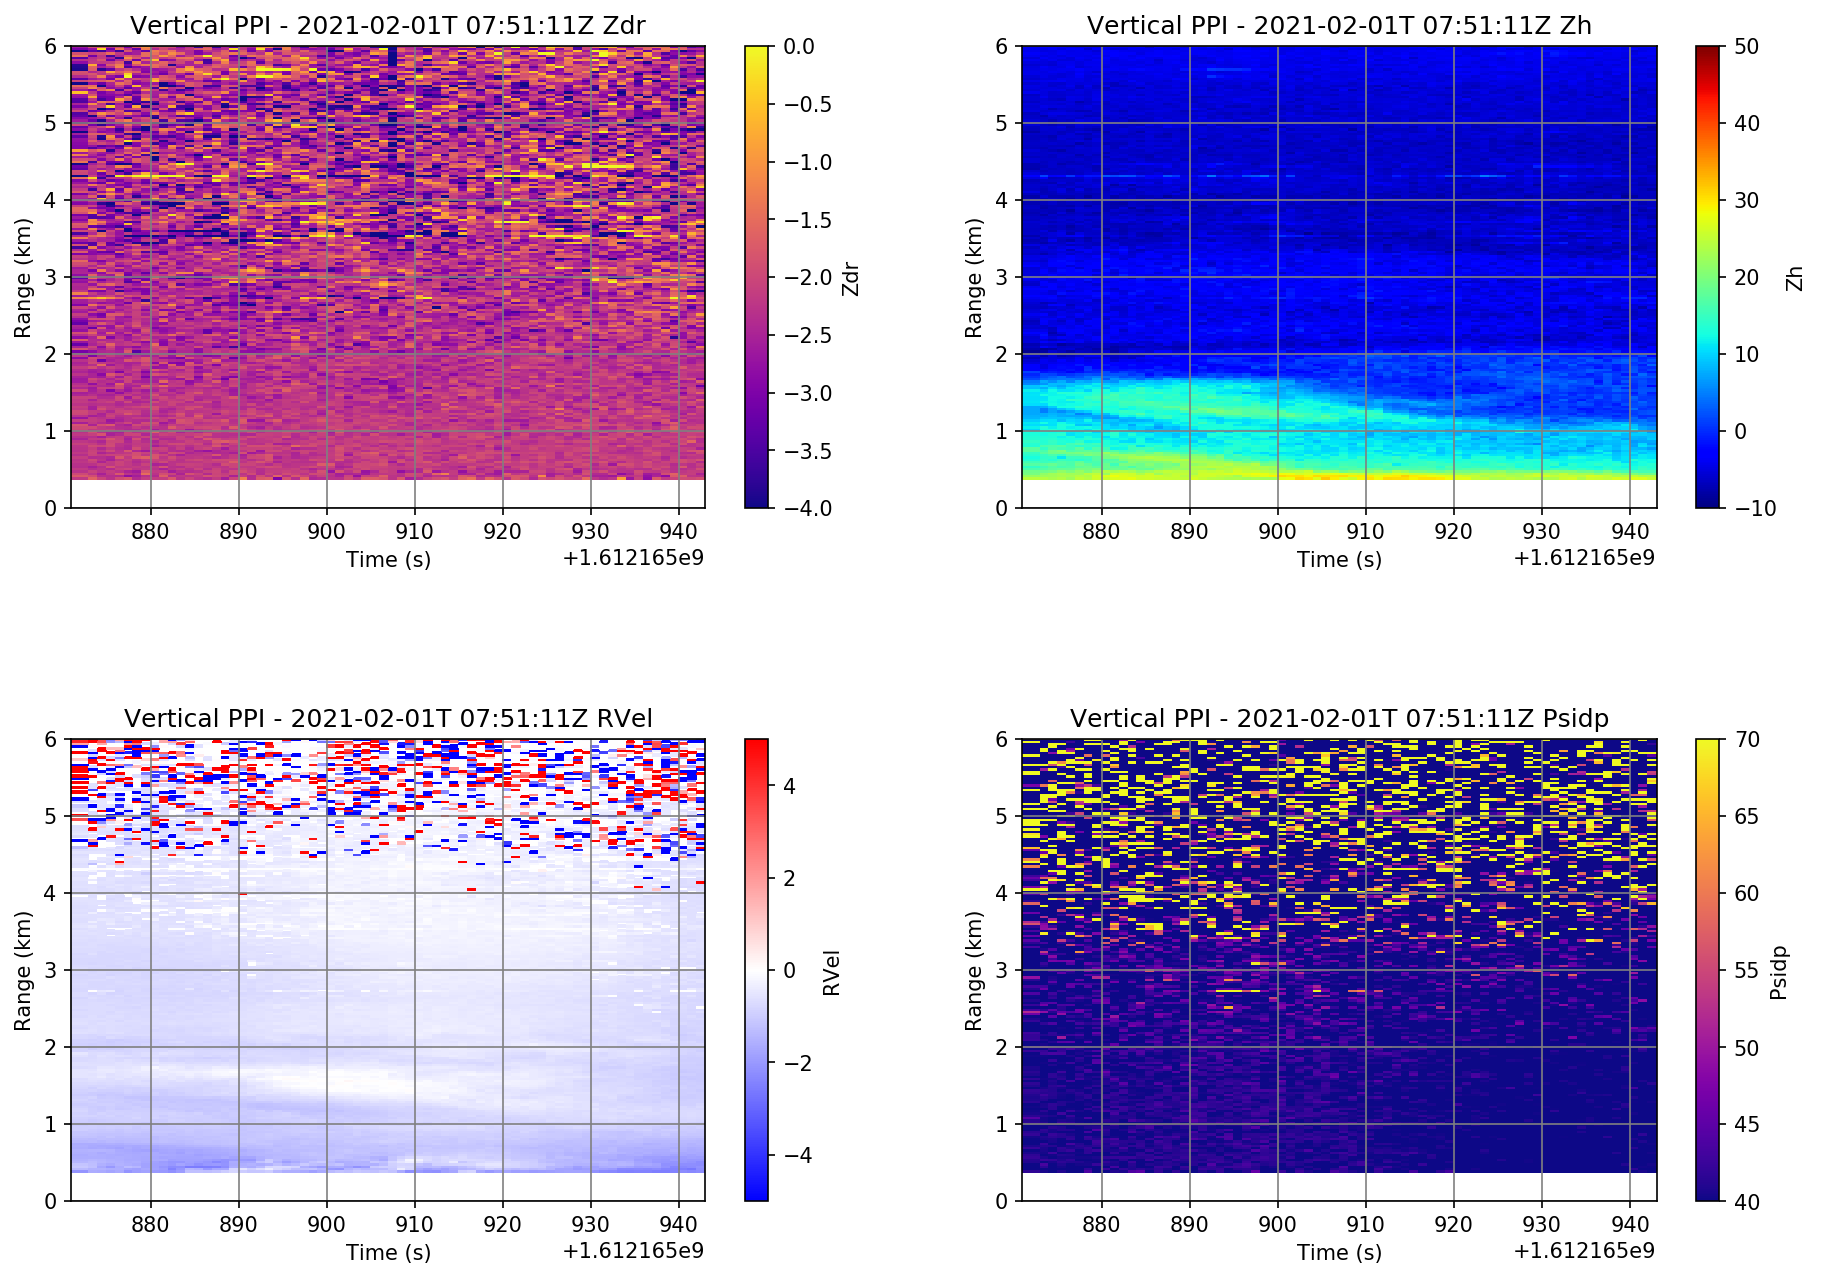 Vertical PPI - 2021-02-01T 07:51:11Z Zdr
6
5
4
3
2
1
0
Range (km)
880 890 900 910 920 930 940
Time (s)
+1.612165e9
0.0
−0.5
−1.0
−1.5
−2.0
−2.5
−3.0
−3.5
−4.0
Zdr
Vertical PPI - 2021-02-01T 07:51:11Z Zh
6
5
4
3
2
1
0
Range (km)
880 890 900 910 920 930 940
Time (s)
+1.612165e9
50
40
30
20
10
0
−10
Zh
Vertical PPI - 2021-02-01T 07:51:11Z RVel
6
5
4
3
2
1
0
Range (km)
880 890 900 910 920 930 940
Time (s)
+1.612165e9
4
2
0
−2
−4
RVel
Vertical PPI - 2021-02-01T 07:51:11Z Psidp
6
5
4
3
2
1
0
Range (km)
880 890 900 910 920 930 940
Time (s)
+1.612165e9
70
65
60
55
50
45
40
Psidp